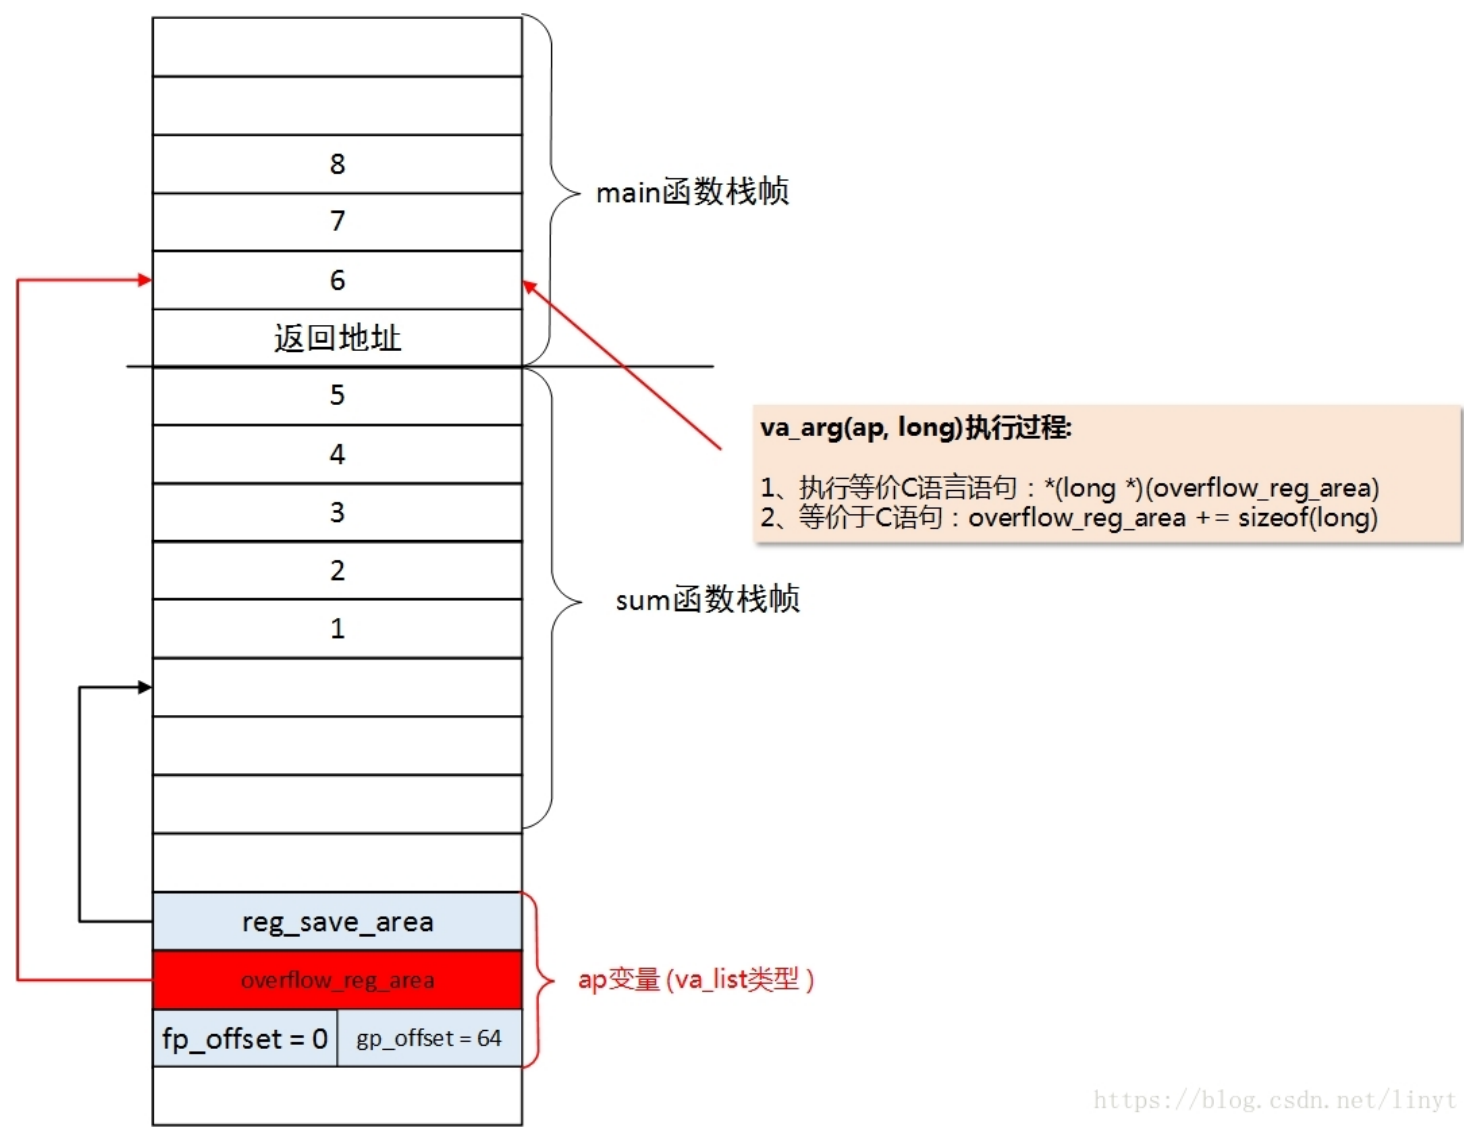 8
7
main函数栈帧
6
返回地址
5
va_arg(ap, long)执行过程:
4
1、执行等价C语言语句：*(long *)(overflow_reg_area)
2、等价于C语句：overflow_reg_area += sizeof(long)
3
2
sum函数栈帧
1
reg_save_area
overflow_reg_area
ap变量 (va_list类型 )
fp_offset = 0
gp_offset = 64
https://blog.csdn.net/linyt